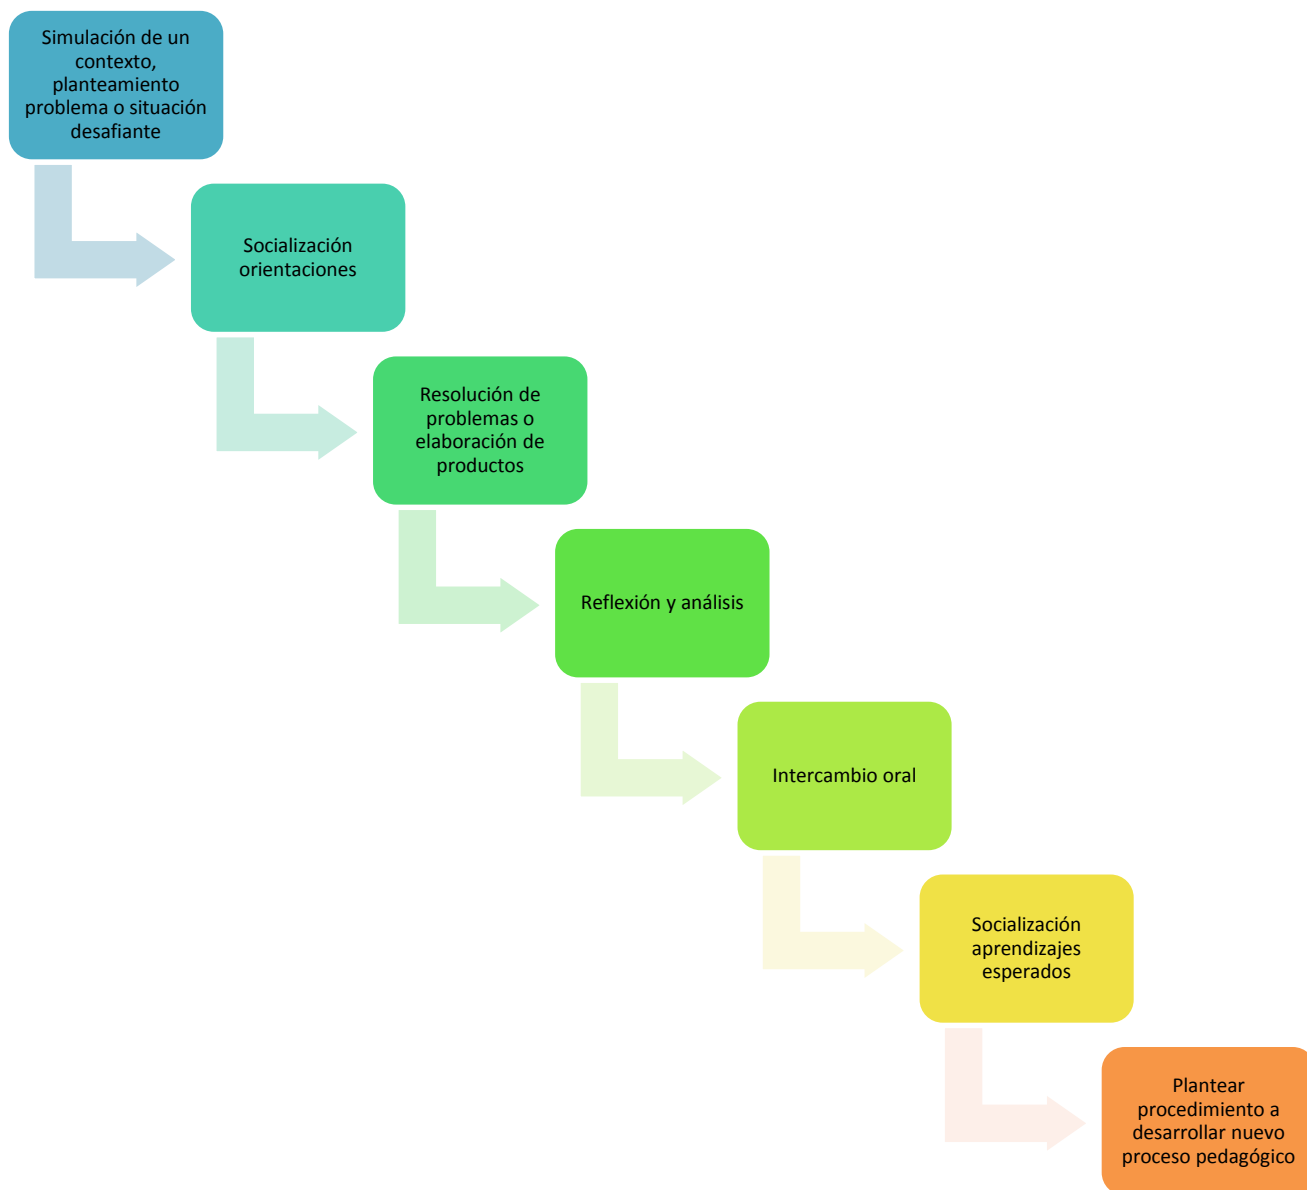 Simulación de un
contexto,
planteamiento
problema o situación
desafiante
Socialización
orientaciones
Resolución de
problemas o
elaboración de
productos
Reflexión y análisis
Intercambio oral
Socialización
aprendizajes
esperados
Plantear
procedimiento a
desarrollar nuevo
proceso pedagógico